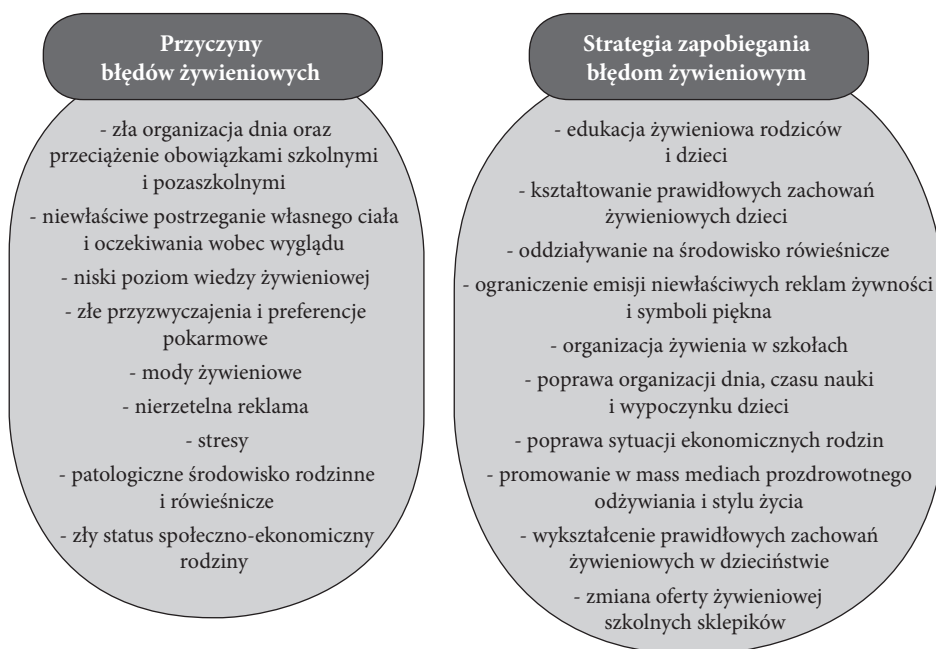 Przyczyny
błędów żywieniowych
- zła organizacja dnia oraz
przeciążenie obowiązkami szkolnymi
i pozaszkolnymi
- niewłaściwe postrzeganie własnego ciała
i oczekiwania wobec wyglądu
- niski poziom wiedzy żywieniowej
- złe przyzwyczajenia i preferencje
pokarmowe
- mody żywieniowe
- nierzetelna reklama
- stresy
- patologiczne środowisko rodzinne
i rówieśnicze
- zły status społeczno-ekonomiczny
rodziny
Strategia zapobiegania
błędom żywieniowym
- edukacja żywieniowa rodziców
i dzieci
- kształtowanie prawidłowych zachowań
żywieniowych dzieci
- oddziaływanie na środowisko rówieśnicze
- ograniczenie emisji niewłaściwych reklam żywności
i symboli piękna
- organizacja żywienia w szkołach
- poprawa organizacji dnia, czasu nauki
i wypoczynku dzieci
- poprawa sytuacji ekonomicznych rodzin
- promowanie w mass mediach prozdrowotnego
odżywiania i stylu życia
- wykształcenie prawidłowych zachowań
żywieniowych w dzieciństwie
- zmiana oferty żywieniowej
szkolnych sklepików